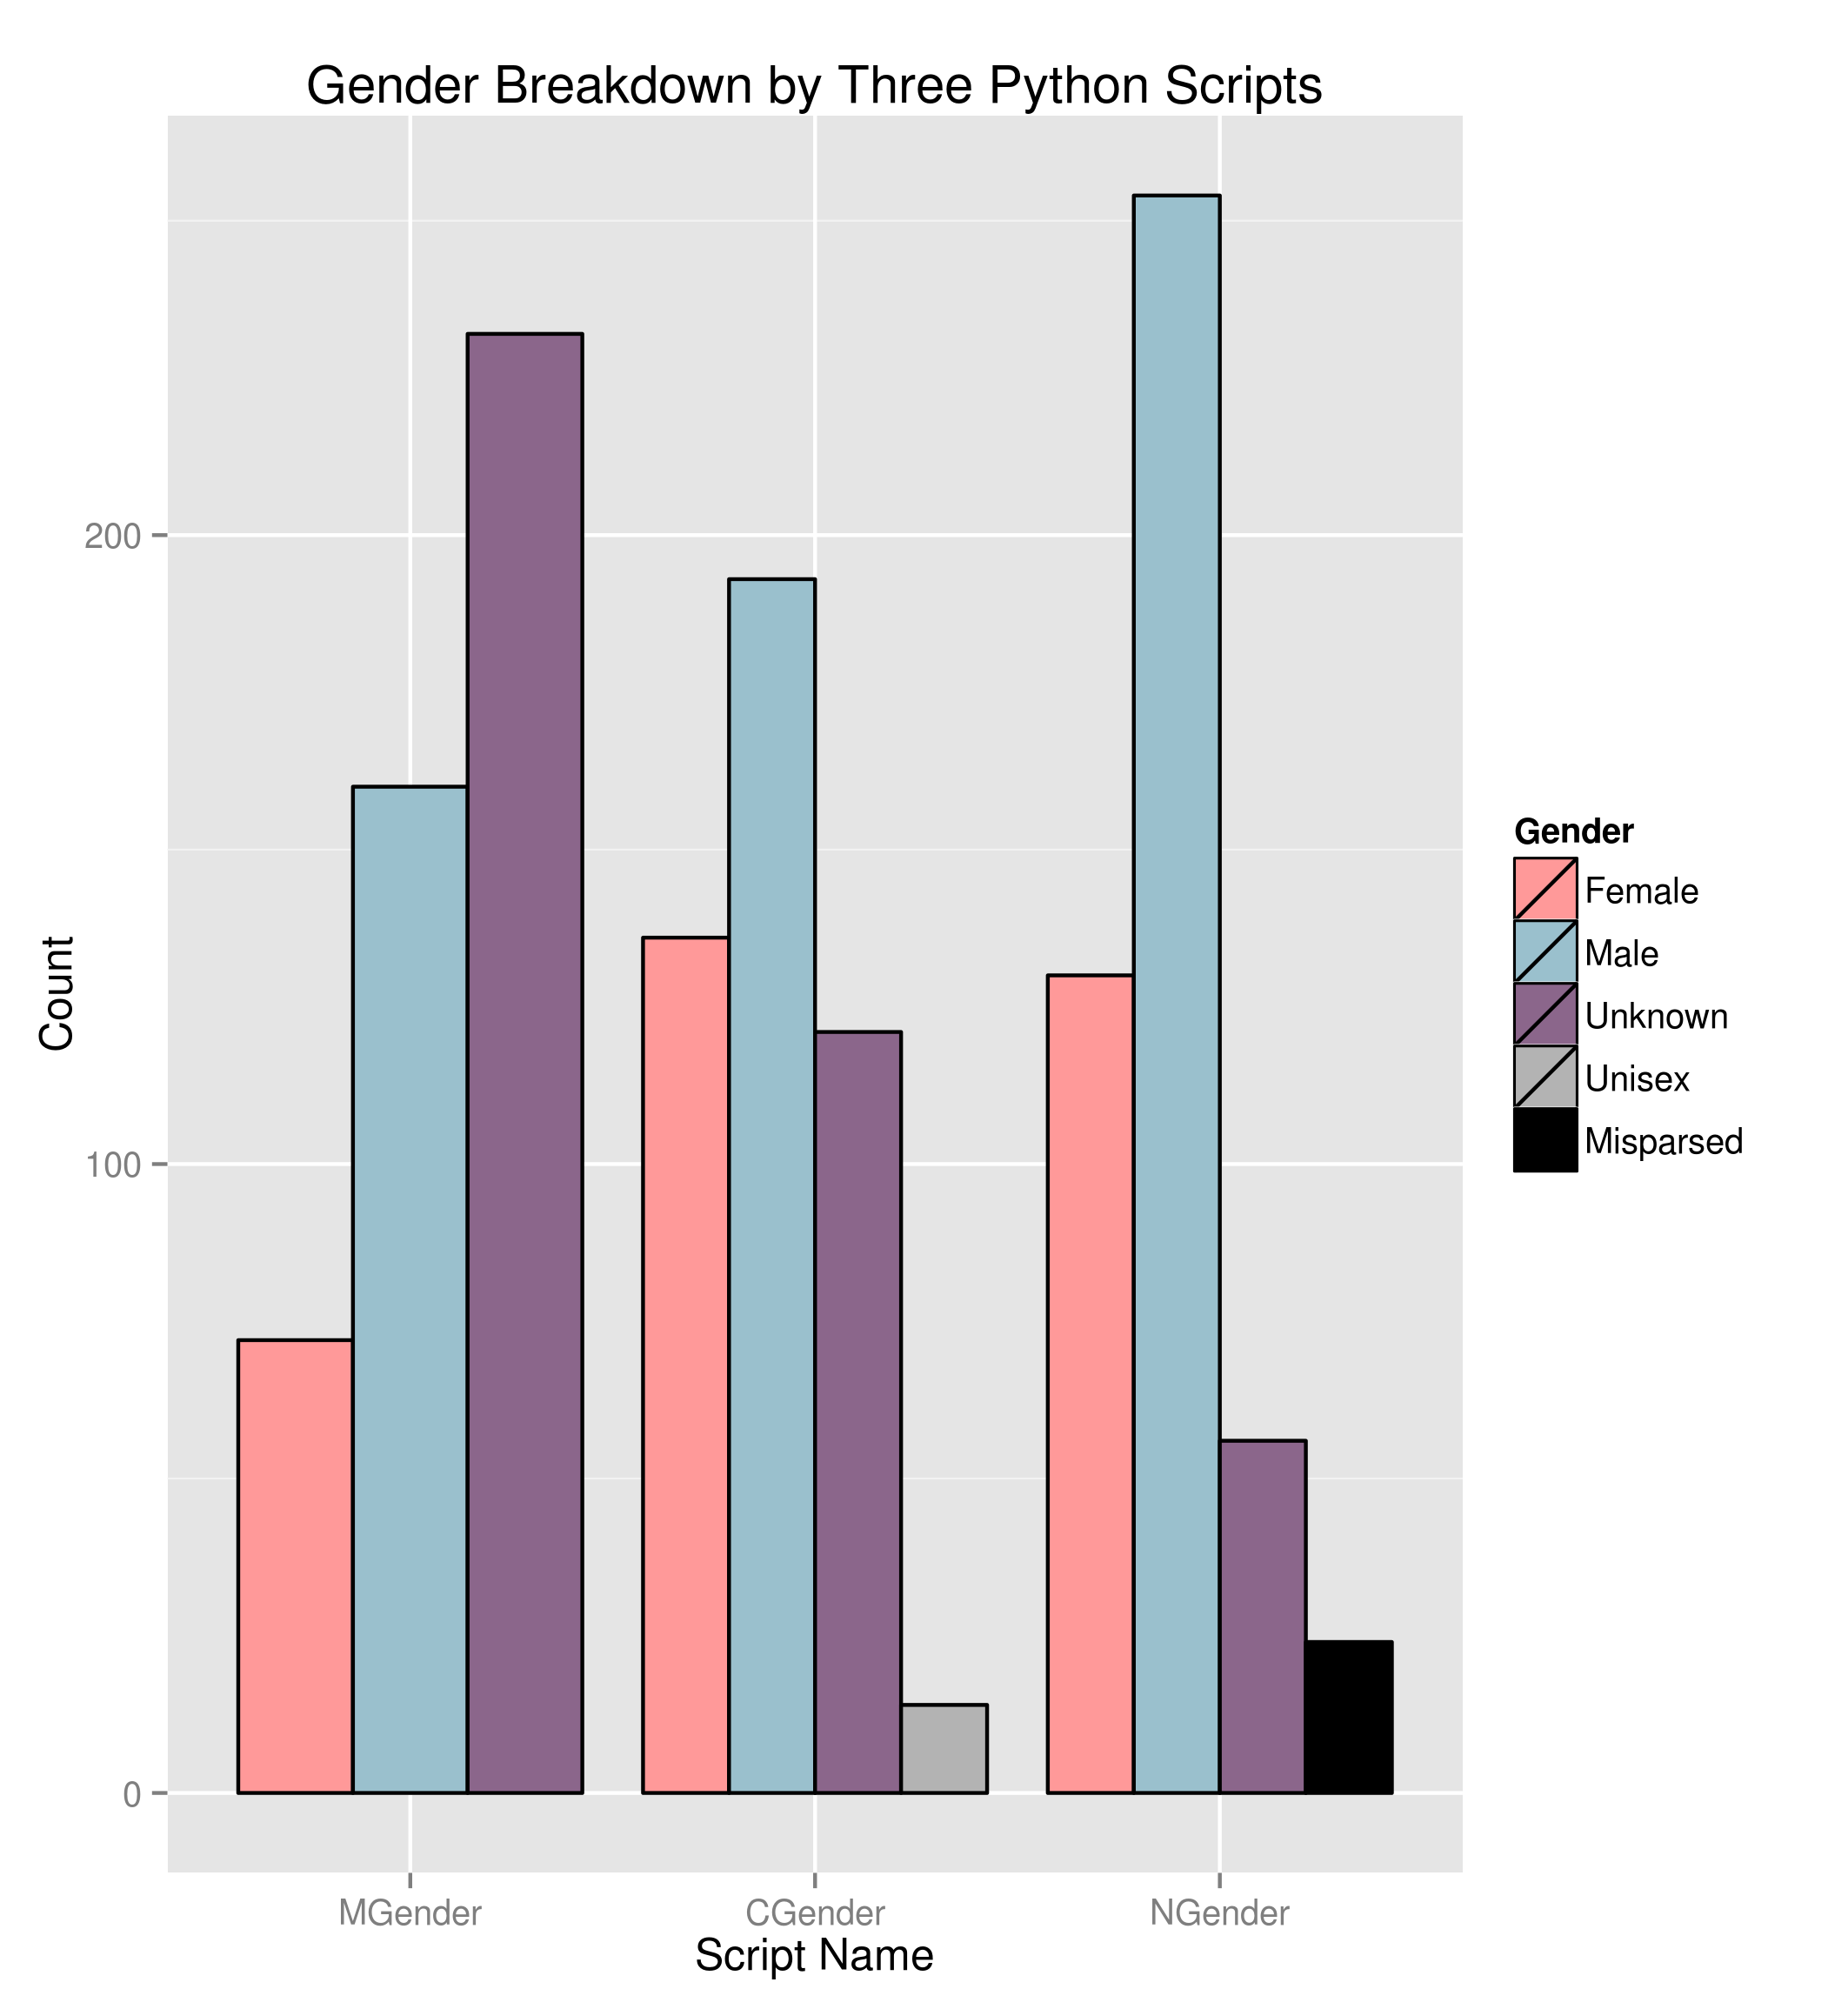 Gender Breakdown by Three Python Scripts
Count
200
100
0
MGender
CGender
NGender
Script Name
Gender
Female
Male
Unknown
Unisex
Misparsed